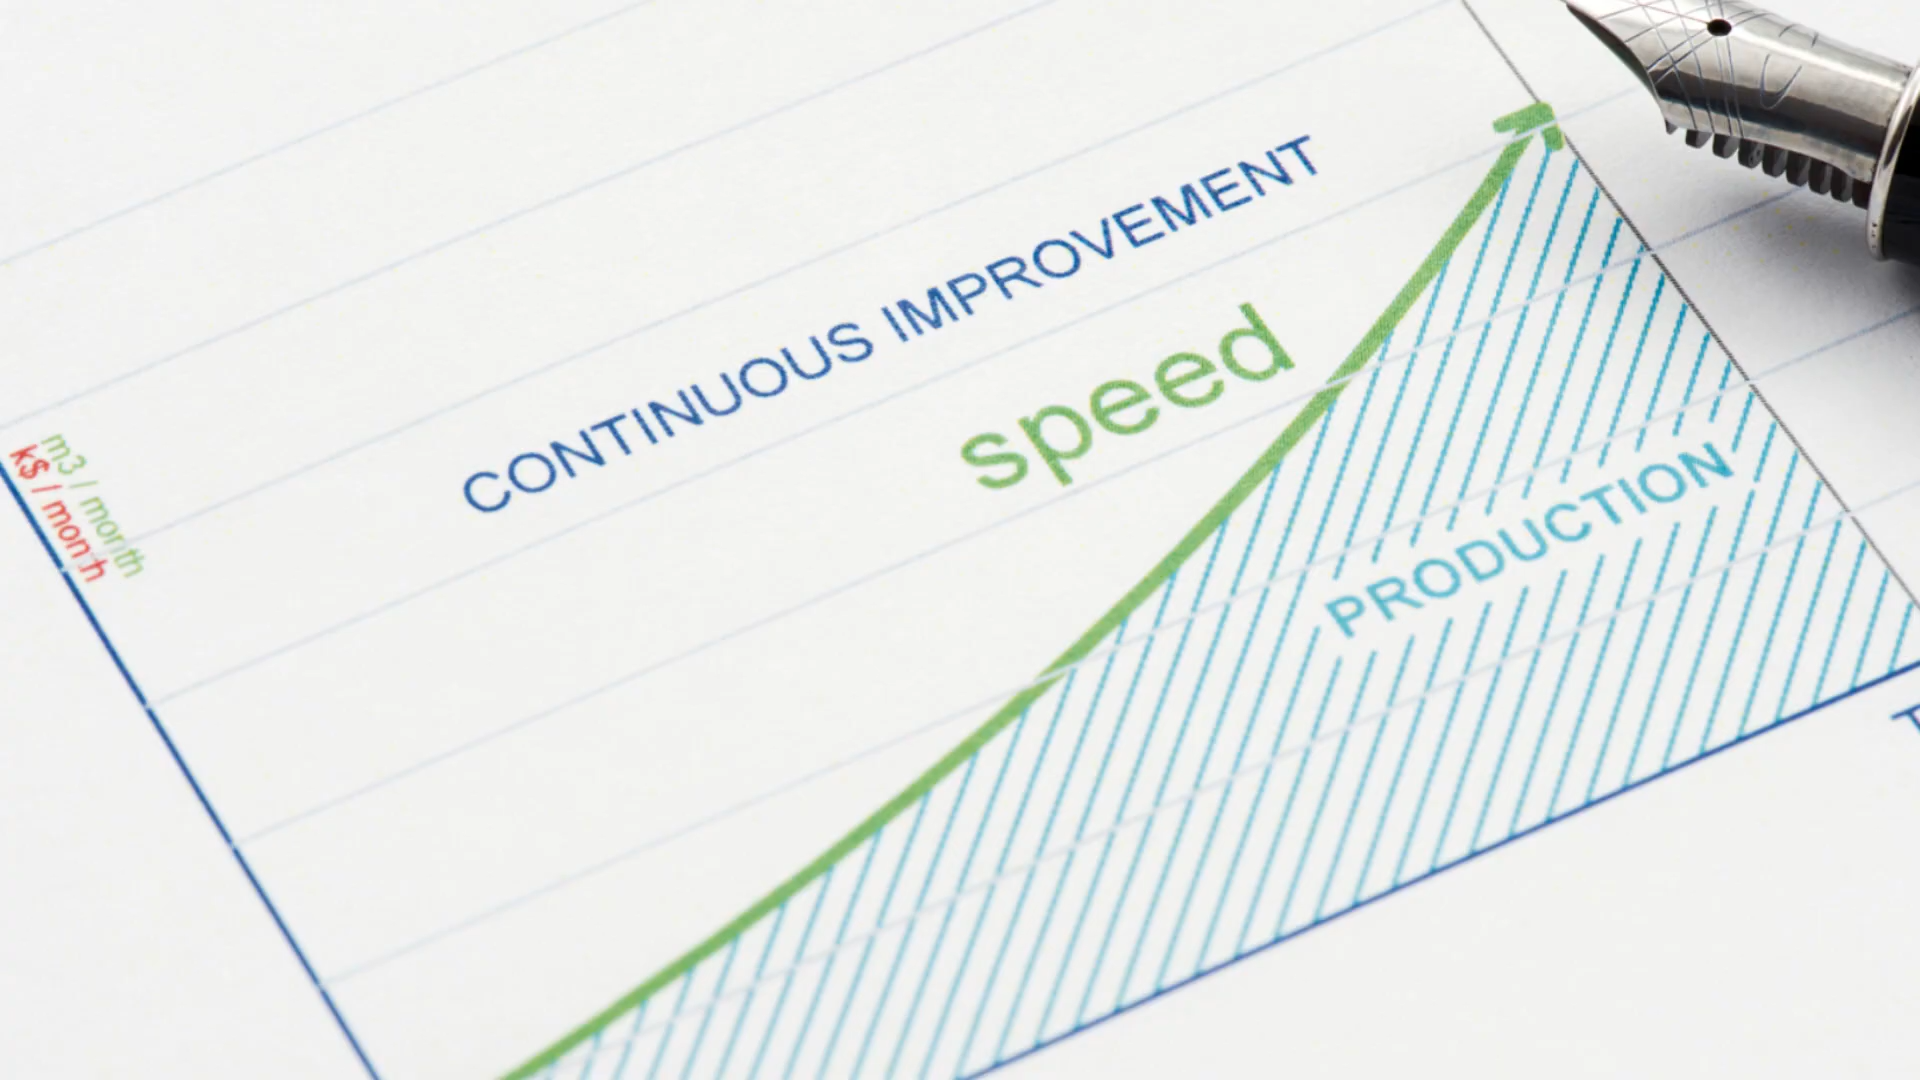 CONTINUOUS IMPROVEMENT
speed
m3 / month
k$ / month
PRODUCTION
T